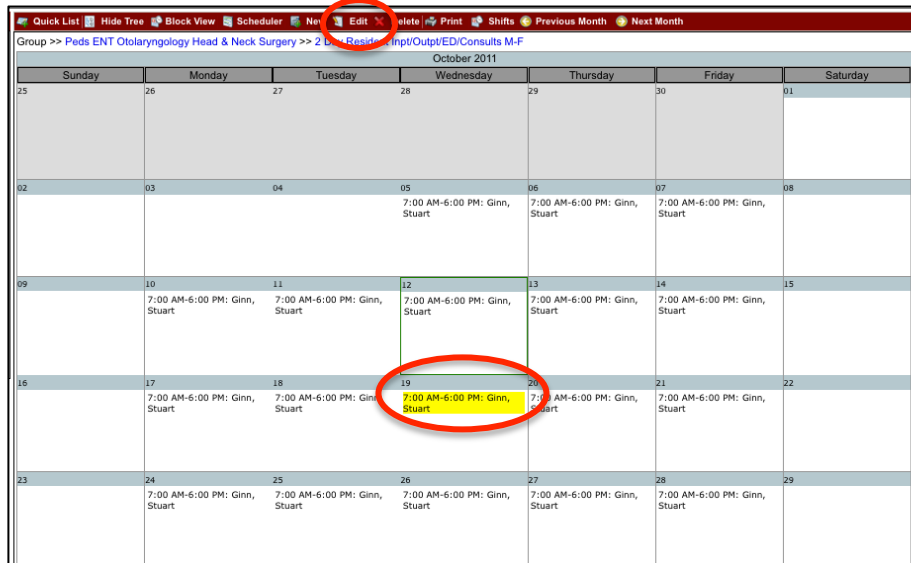 Quick List Hide Tree Block View Scheduler Edit Print Shifts Previous Month Next Month
Group >> Peds ENT Otolaryngology Head & Neck Surgery >> 2 Day Resident Inpt/Outpt/ED/Consults M-F
October 2011
Sunday Monday Tuesday Wednesday Thursday Friday Saturday
25 26 27 28 29 30 01
02 03 04 05 06 07 08
7:00 AM-6:00 PM: Ginn, 7:00 AM-6:00 PM: Ginn, 7:00 AM-6:00 PM: Ginn,
Stuart Stuart Stuart
09 10 11 12 13 14 15
7:00 AM-6:00 PM: Ginn, 7:00 AM-6:00 PM: Ginn, 7:00 AM-6:00 PM: Ginn, 7:00 AM-6:00 PM: Ginn, 7:00 AM-6:00 PM: Ginn,
Stuart Stuart Stuart Stuart Stuart
16 17 18 19 20 21 22
7:00 AM-6:00 PM: Ginn, 7:00 AM-6:00 PM: Ginn, 7:00 AM-6:00 PM: Ginn, 7:00 AM-6:00 PM: Ginn, 7:00 AM-6:00 PM: Ginn,
Stuart Stuart Stuart Stuart Stuart
23 24 25 26 27 28 29
7:00 AM-6:00 PM: Ginn, 7:00 AM-6:00 PM: Ginn, 7:00 AM-6:00 PM: Ginn, 7:00 AM-6:00 PM: Ginn, 7:00 AM-6:00 PM: Ginn,
Stuart Stuart Stuart Stuart Stuart